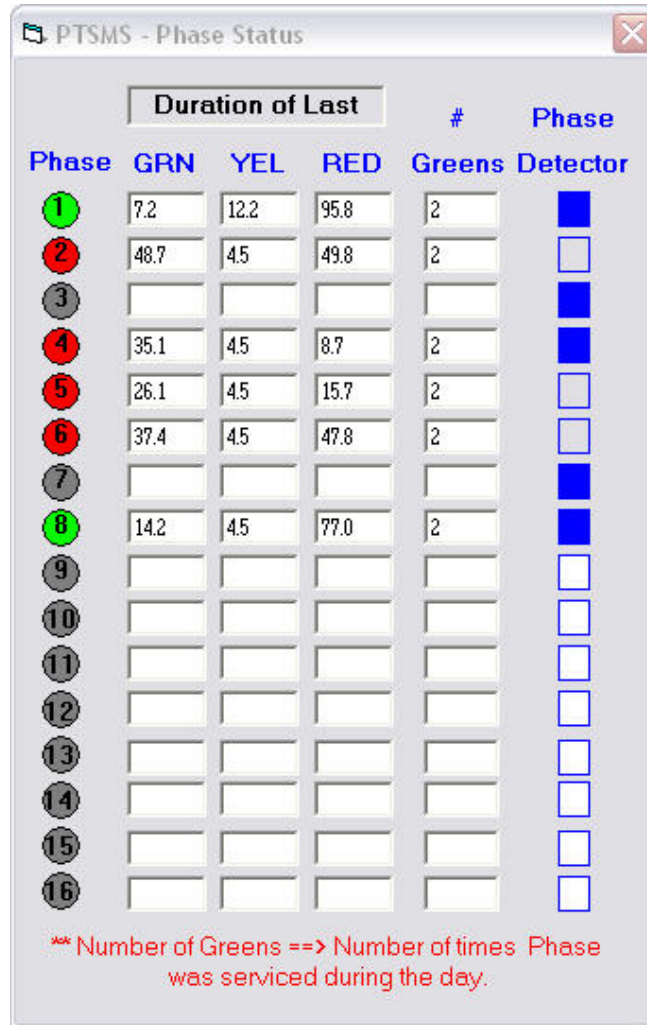 PTSMS - Phase Status
Duration of Last
# Phase
Phase GRN YEL RED Greens Detector
1 7.2 12.2 95.8 2
2 48.7 4.5 49.8 2
3
4 35.1 4.5 8.7 2
5 26.1 4.5 15.7 2
6 37.4 4.5 47.8 2
7
8 14.2 4.5 77.0 2
9
10
11
12
13
14
15
16
** Number of Greens ==> Number of times Phase
was serviced during the day.